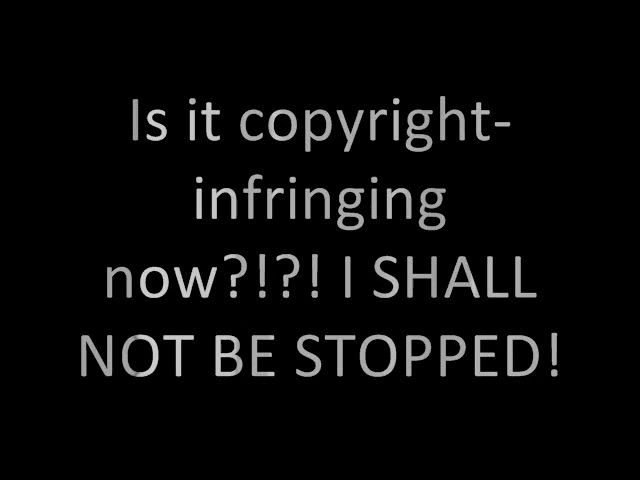 Is it copyright-
infringing
now?!?! I SHALL
NOT BE STOPPED!